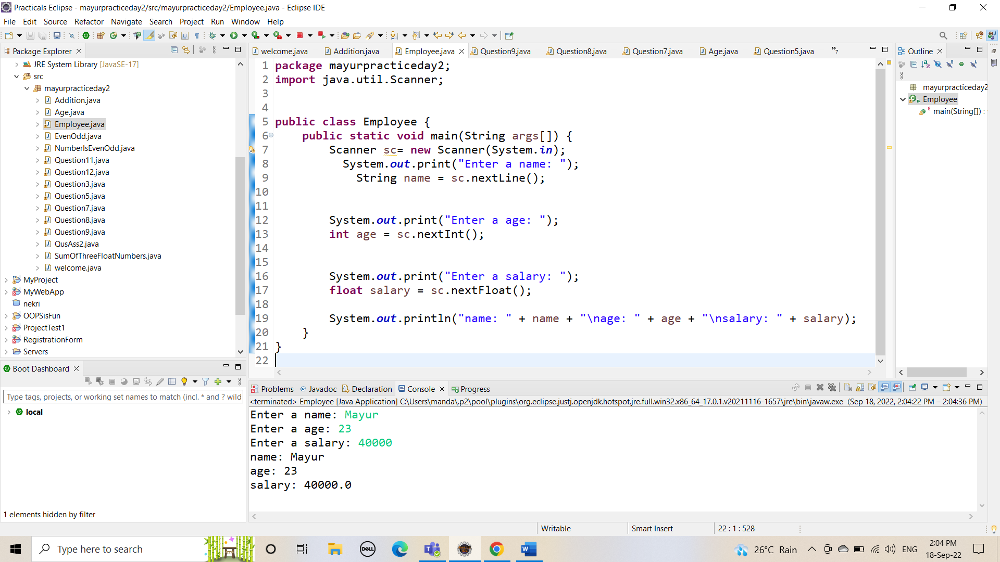 Practicals Eclipse - mayurpracticeday2/src/mayurpracticeday2/Employee.java - Eclipse IDE
File Edit Source Refactor Navigate Search Project Run Window Help
Package Explorer
JRE System Library [JavaSE-17]
src
mayurpracticeday2
Addition.java
Age.java
Employee.java
EvenOdd.java
NumberIsEvenOdd.java
Question11.java
Question12.java
Question3.java
Question5.java
Question7.java
Question8.java
Question9.java
QusAss2.java
SumOfThreeFloatNumbers.java
welcome.java
MyProject
MyWebApp
nekri
OOPSisFun
ProjectTest1
RegistrationForm
Servers
Boot Dashboard
Type tags, projects, or working set names to match (incl. * and ? wild
local
1 elements hidden by filter
welcome.java Addition.java Employee.java Question9.java Question8.java Question7.java Age.java Question5.java »7
1 package mayurpracticeday2;
2 import java.util.Scanner;
3
4
5 public class Employee {
6 public static void main(String args[]) {
7 Scanner sc= new Scanner(System.in);
8 System.out.print("Enter a name: ");
9 String name = sc.nextLine();
10
11
12 System.out.print("Enter a age: ");
13 int age = sc.nextInt();
14
15
16 System.out.print("Enter a salary: ");
17 float salary = sc.nextFloat();
18
19 System.out.println("name: " + name + "\nage: " + age + "\nsalary: " + salary);
20 }
21 }
22
Outline
mayurpracticeday2
Employee
main(String[]) :
Problems @ Javadoc Declaration Console Progress
<terminated> Employee [Java Application] C:\Users\manda\.p2\pool\plugins\org.eclipse.justj.openjdk.hotspot.jre.full.win32.x86_64_17.0.1.v20211116-1657\jre\bin\javaw.exe (Sep 18, 2022, 2:04:22 PM – 2:04:36 PM)
Enter a name: Mayur
Enter a age: 23
Enter a salary: 40000
name: Mayur
age: 23
salary: 40000.0
Writable Smart Insert 22 : 1 : 528
Type here to search
DELL
26°C Rain
ENG
2:04 PM
18-Sep-22